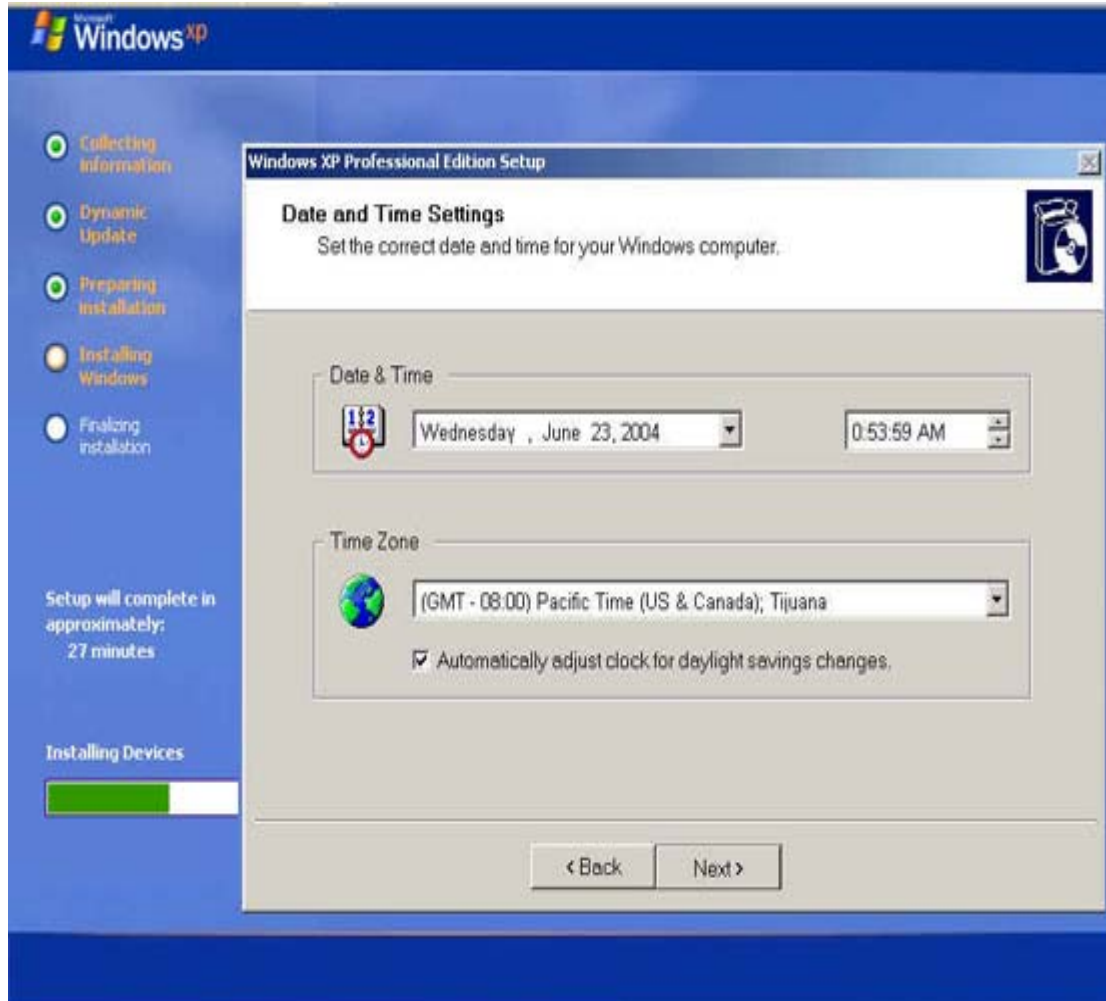 Microsoft
Windows xp
Collecting
information
Dynamic
Update
Preparing
installation
Installing
Windows
Finalizing
installation
Setup will complete in
approximately:
27 minutes
Installing Devices
Windows XP Professional Edition Setup
Date and Time Settings
Set the correct date and time for your Windows computer.
Date & Time
12
Wednesday , June 23, 2004
0:53:59 AM
Time Zone
(GMT - 08:00) Pacific Time (US & Canada); Tijuana
Automatically adjust clock for daylight savings changes.
< Back
Next >